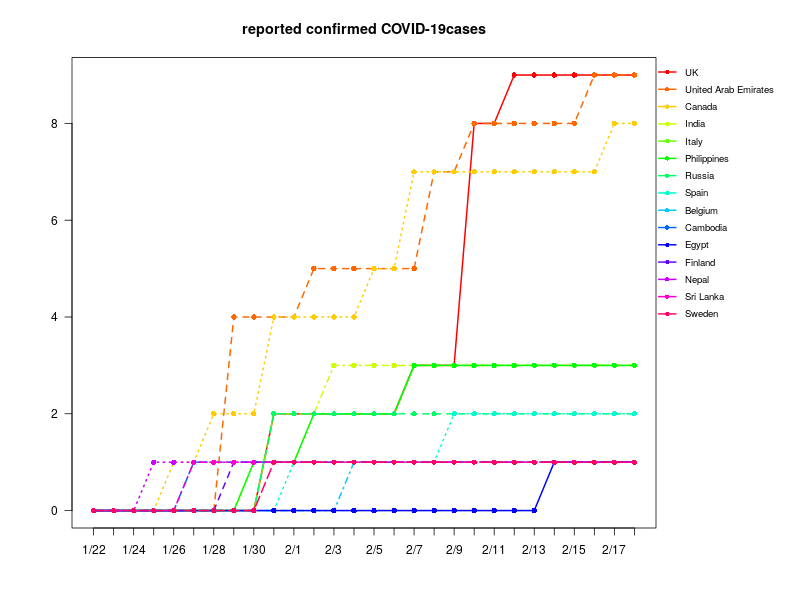 reported confirmed COVID-19cases
8
6
4
2
0
1/22 1/24 1/26 1/28 1/30 2/1 2/3 2/5 2/7 2/9 2/11 2/13 2/15 2/17
UK
United Arab Emirates
Canada
India
Italy
Philippines
Russia
Spain
Belgium
Cambodia
Egypt
Finland
Nepal
Sri Lanka
Sweden